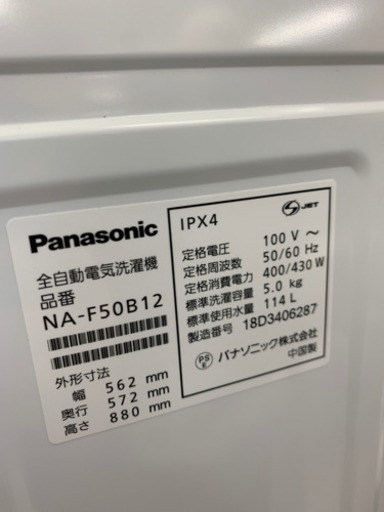 Panasonic
全自動電気洗濯機
品番
NA-F50B12
外形寸法
幅 562 mm
奥行 572 mm
高さ 880 mm
IPX4
S JET
定格電圧 100 V ～
定格周波数 50/60 Hz
定格消費電力 400/430 W
標準洗濯容量 5.0 kg
標準使用水量 114 L
製造番号 18D3406287
PS E パナソニック株式会社
中国製